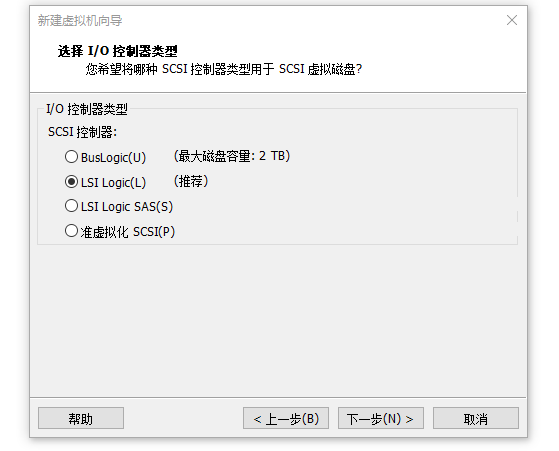 新建虚拟机向导
选择 I/O 控制器类型
您希望将哪种 SCSI 控制器类型用于 SCSI 虚拟磁盘?
I/O 控制器类型
SCSI 控制器:
BusLogic(U) (最大磁盘容量: 2 TB)
LSI Logic(L) (推荐)
LSI Logic SAS(S)
准虚拟化 SCSI(P)
帮助 < 上一步(B) 下一步(N) > 取消